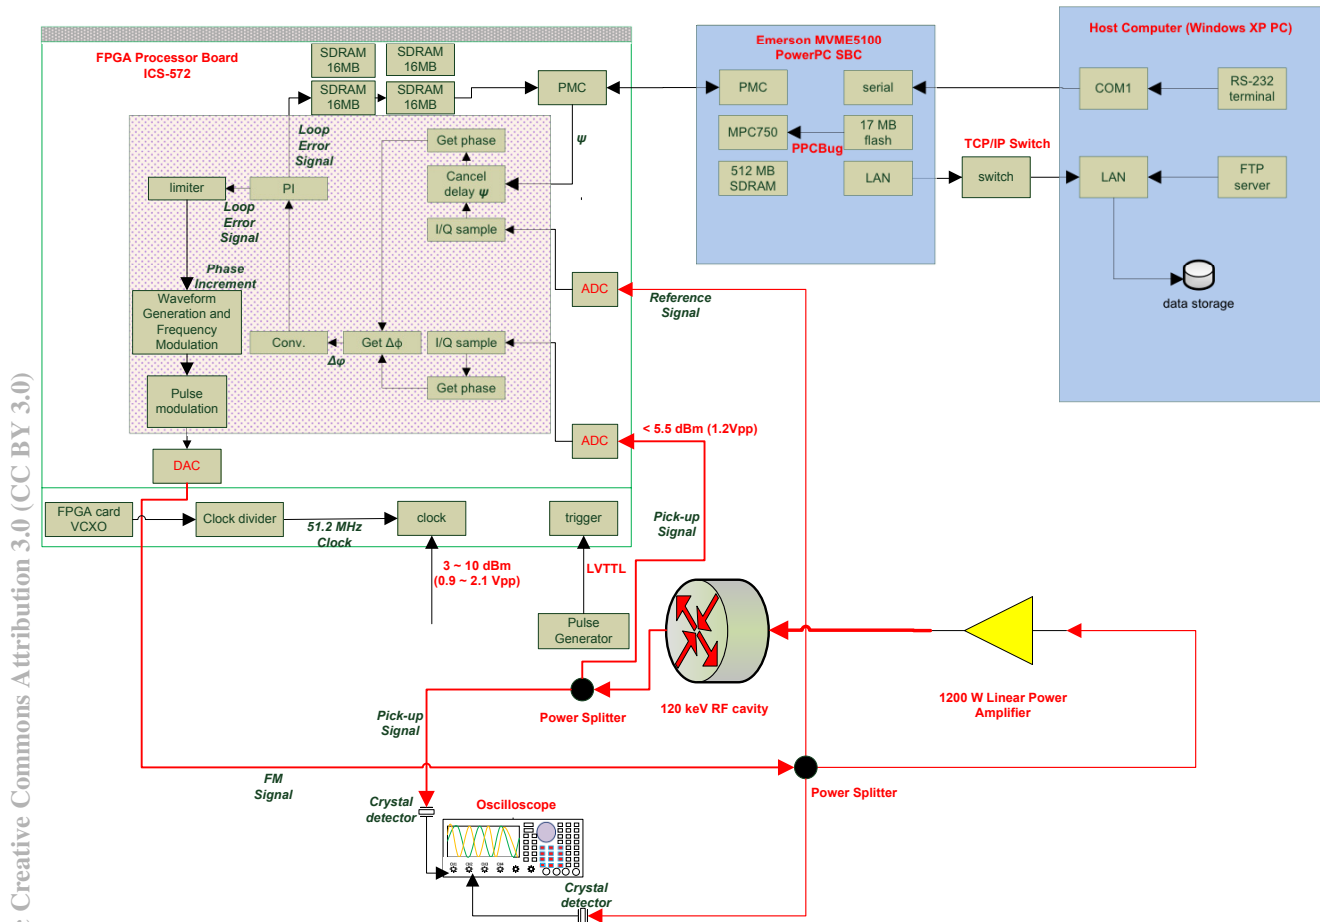 FPGA Processor Board
ICS-572
SDRAM
16MB
SDRAM
16MB
SDRAM
16MB
SDRAM
16MB
PMC
ψ
Loop
Error
Signal
Get phase
Cancel
delay ψ
I/Q sample
limiter
PI
Loop
Error
Signal
Phase
Increment
Waveform
Generation and
Frequency
Modulation
Conv.
Δφ
Get Δϕ
I/Q sample
Get phase
Pulse
modulation
DAC
ADC
ADC
Reference
Signal
< 5.5 dBm (1.2Vpp)
FPGA card
VCXO
Clock divider
51.2 MHz
Clock
clock
trigger
3 ~ 10 dBm
(0.9 ~ 2.1 Vpp)
LVTTL
Pulse
Generator
Pick-up
Signal
Emerson MVME5100
PowerPC SBC
PMC
serial
MPC750
17 MB
flash
PPCBug
512 MB
SDRAM
LAN
TCP/IP Switch
switch
Host Computer (Windows XP PC)
COM1
RS-232
terminal
LAN
FTP
server
data storage
Power Splitter
120 keV RF cavity
1200 W Linear Power
Amplifier
Pick-up
Signal
FM
Signal
Power Splitter
Crystal
detector
Oscilloscope
Crystal
detector
Creative Commons Attribution 3.0 (CC BY 3.0)